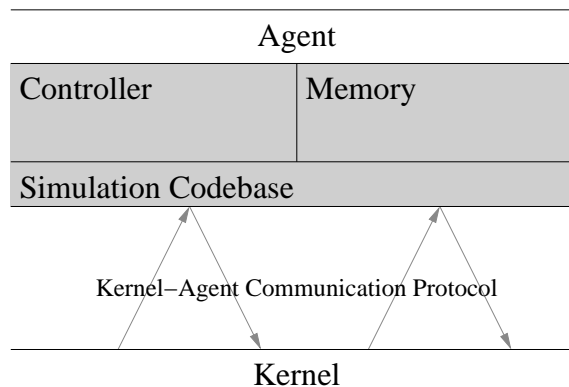 Agent
Controller
Memory
Simulation Codebase
Kernel−Agent Communication Protocol
Kernel